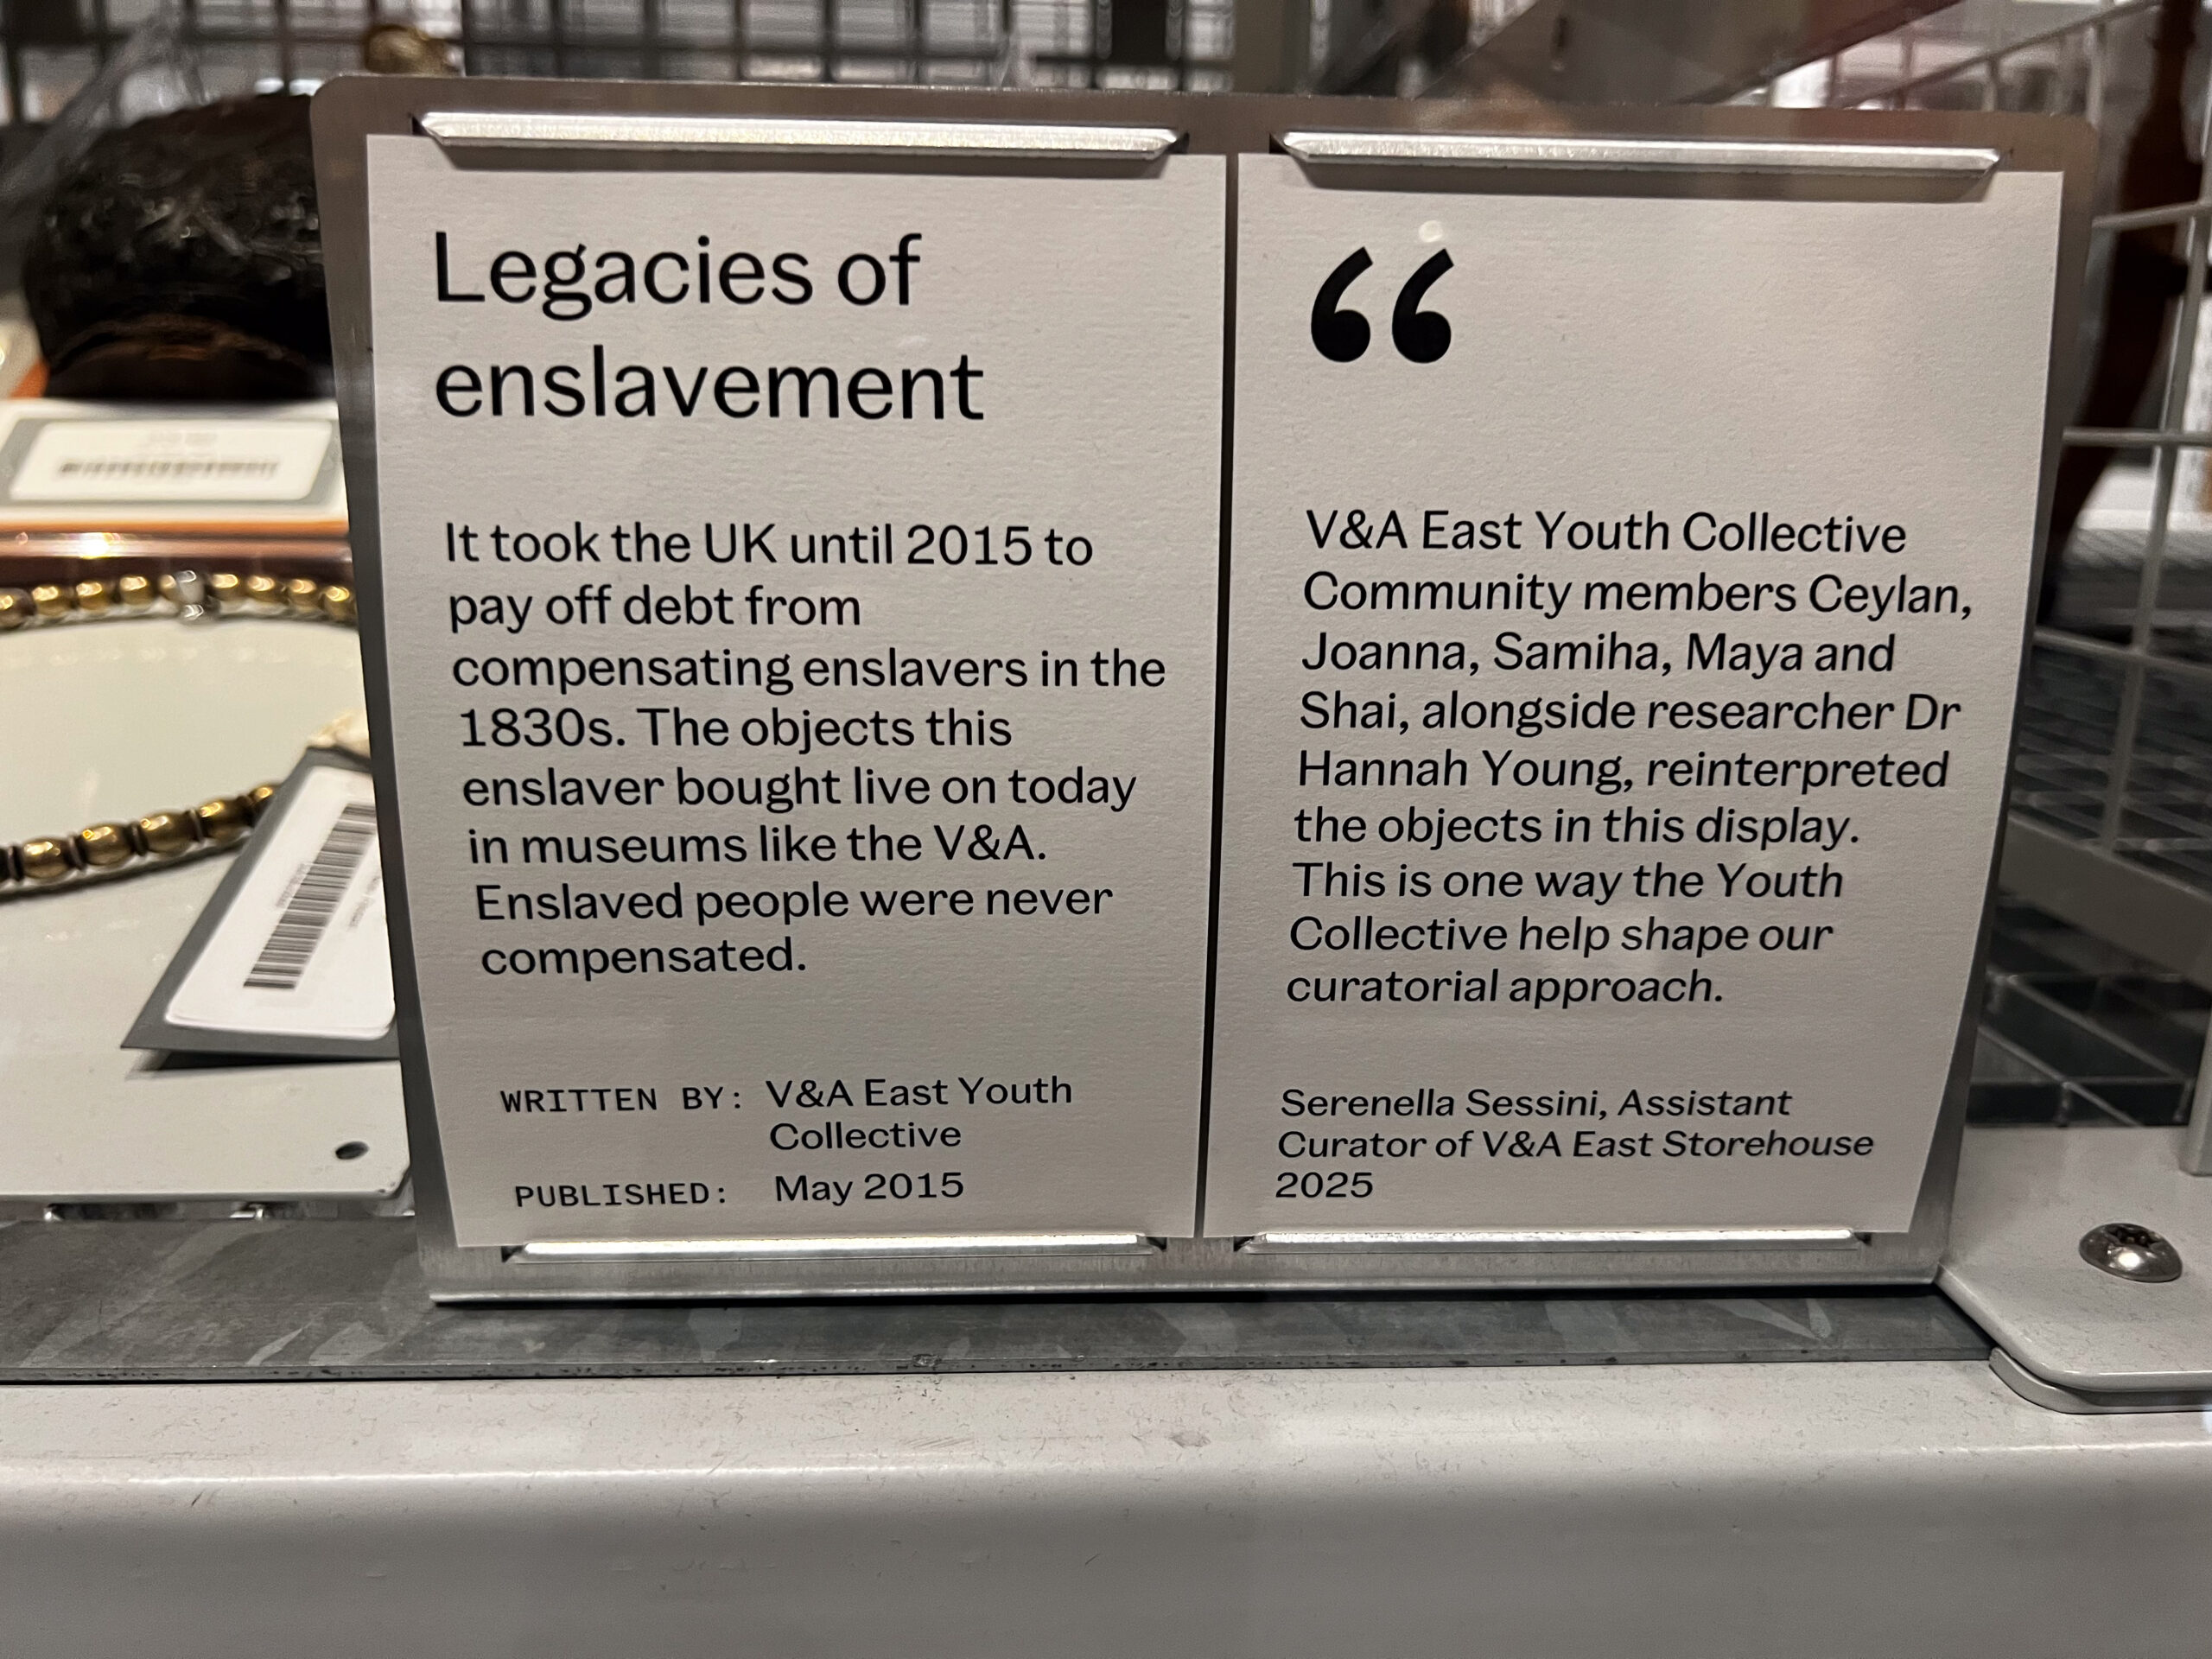 Legacies of
enslavement
It took the UK until 2015 to
pay off debt from
compensating enslavers in the
1830s. The objects this
enslaver bought live on today
in museums like the V&A.
Enslaved people were never
compensated.
WRITTEN BY: V&A East Youth
Collective
PUBLISHED: May 2015
“
V&A East Youth Collective
Community members Ceylan,
Joanna, Samiha, Maya and
Shai, alongside researcher Dr
Hannah Young, reinterpreted
the objects in this display.
This is one way the Youth
Collective help shape our
curatorial approach.
Serenella Sessini, Assistant
Curator of V&A East Storehouse
2025